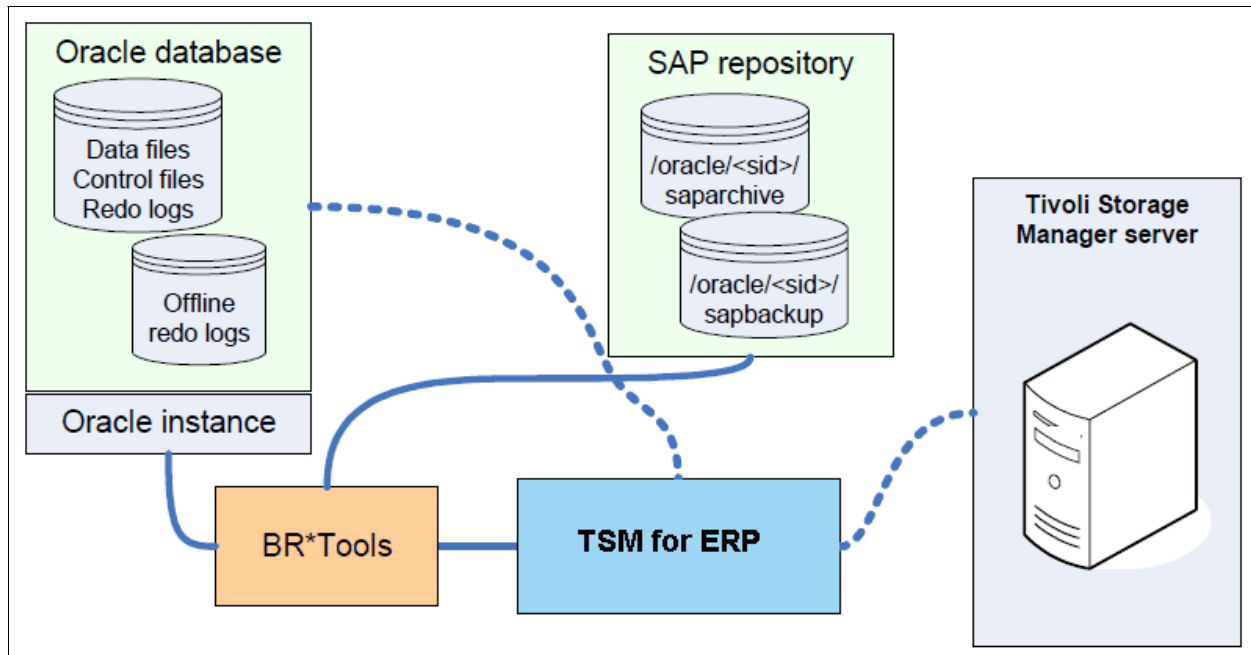 Oracle database
Data files
Control files
Redo logs
Offline
redo logs
Oracle instance
SAP repository
/oracle/<sid>/
saparchive
/oracle/<sid>/
sapbackup
Tivoli Storage
Manager server
BR*Tools
TSM for ERP